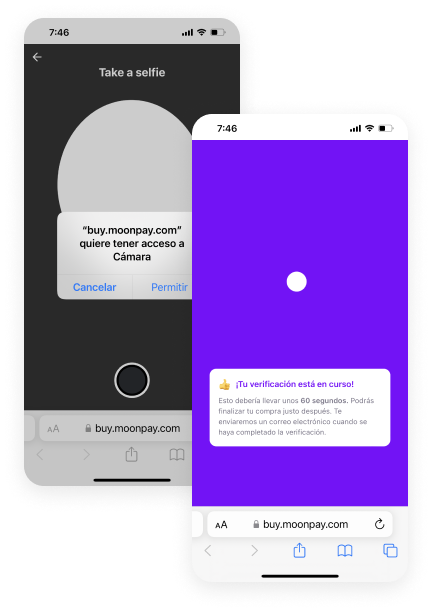 7:46
Take a selfie
“buy.moonpay.com”
quiere tener acceso a
Cámara
Cancelar
Permitir
AA
buy.moonpay.com
7:46
👍 ¡Tu verificación está en curso!
Esto debería llevar unos 60 segundos. Podrás
finalizar tu compra justo después. Te
enviaremos un correo electrónico cuando se
haya completado la verificación.
AA
buy.moonpay.com